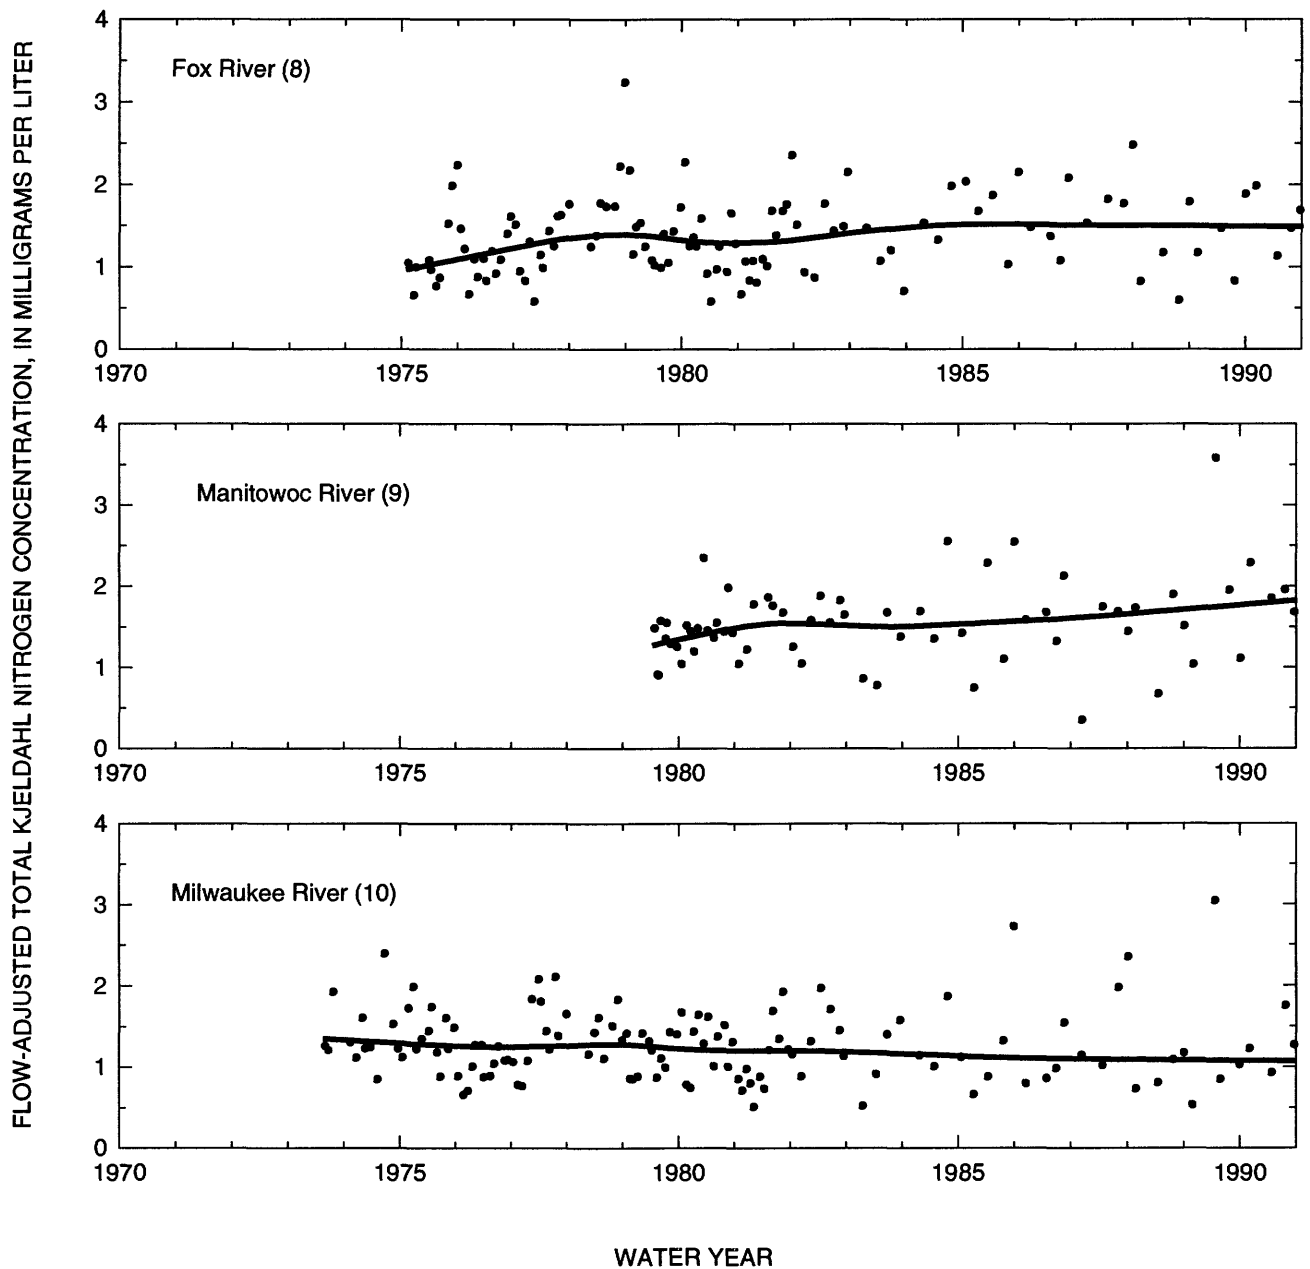 FLOW-ADJUSTED TOTAL KJELDAHL NITROGEN CONCENTRATION, IN MILLIGRAMS PER LITER
4
Fox River (8)
3
2
1
0
1970 1975 1980 1985 1990
4
Manitowoc River (9)
3
2
1
0
1970 1975 1980 1985 1990
4
Milwaukee River (10)
3
2
1
0
1970 1975 1980 1985 1990
WATER YEAR